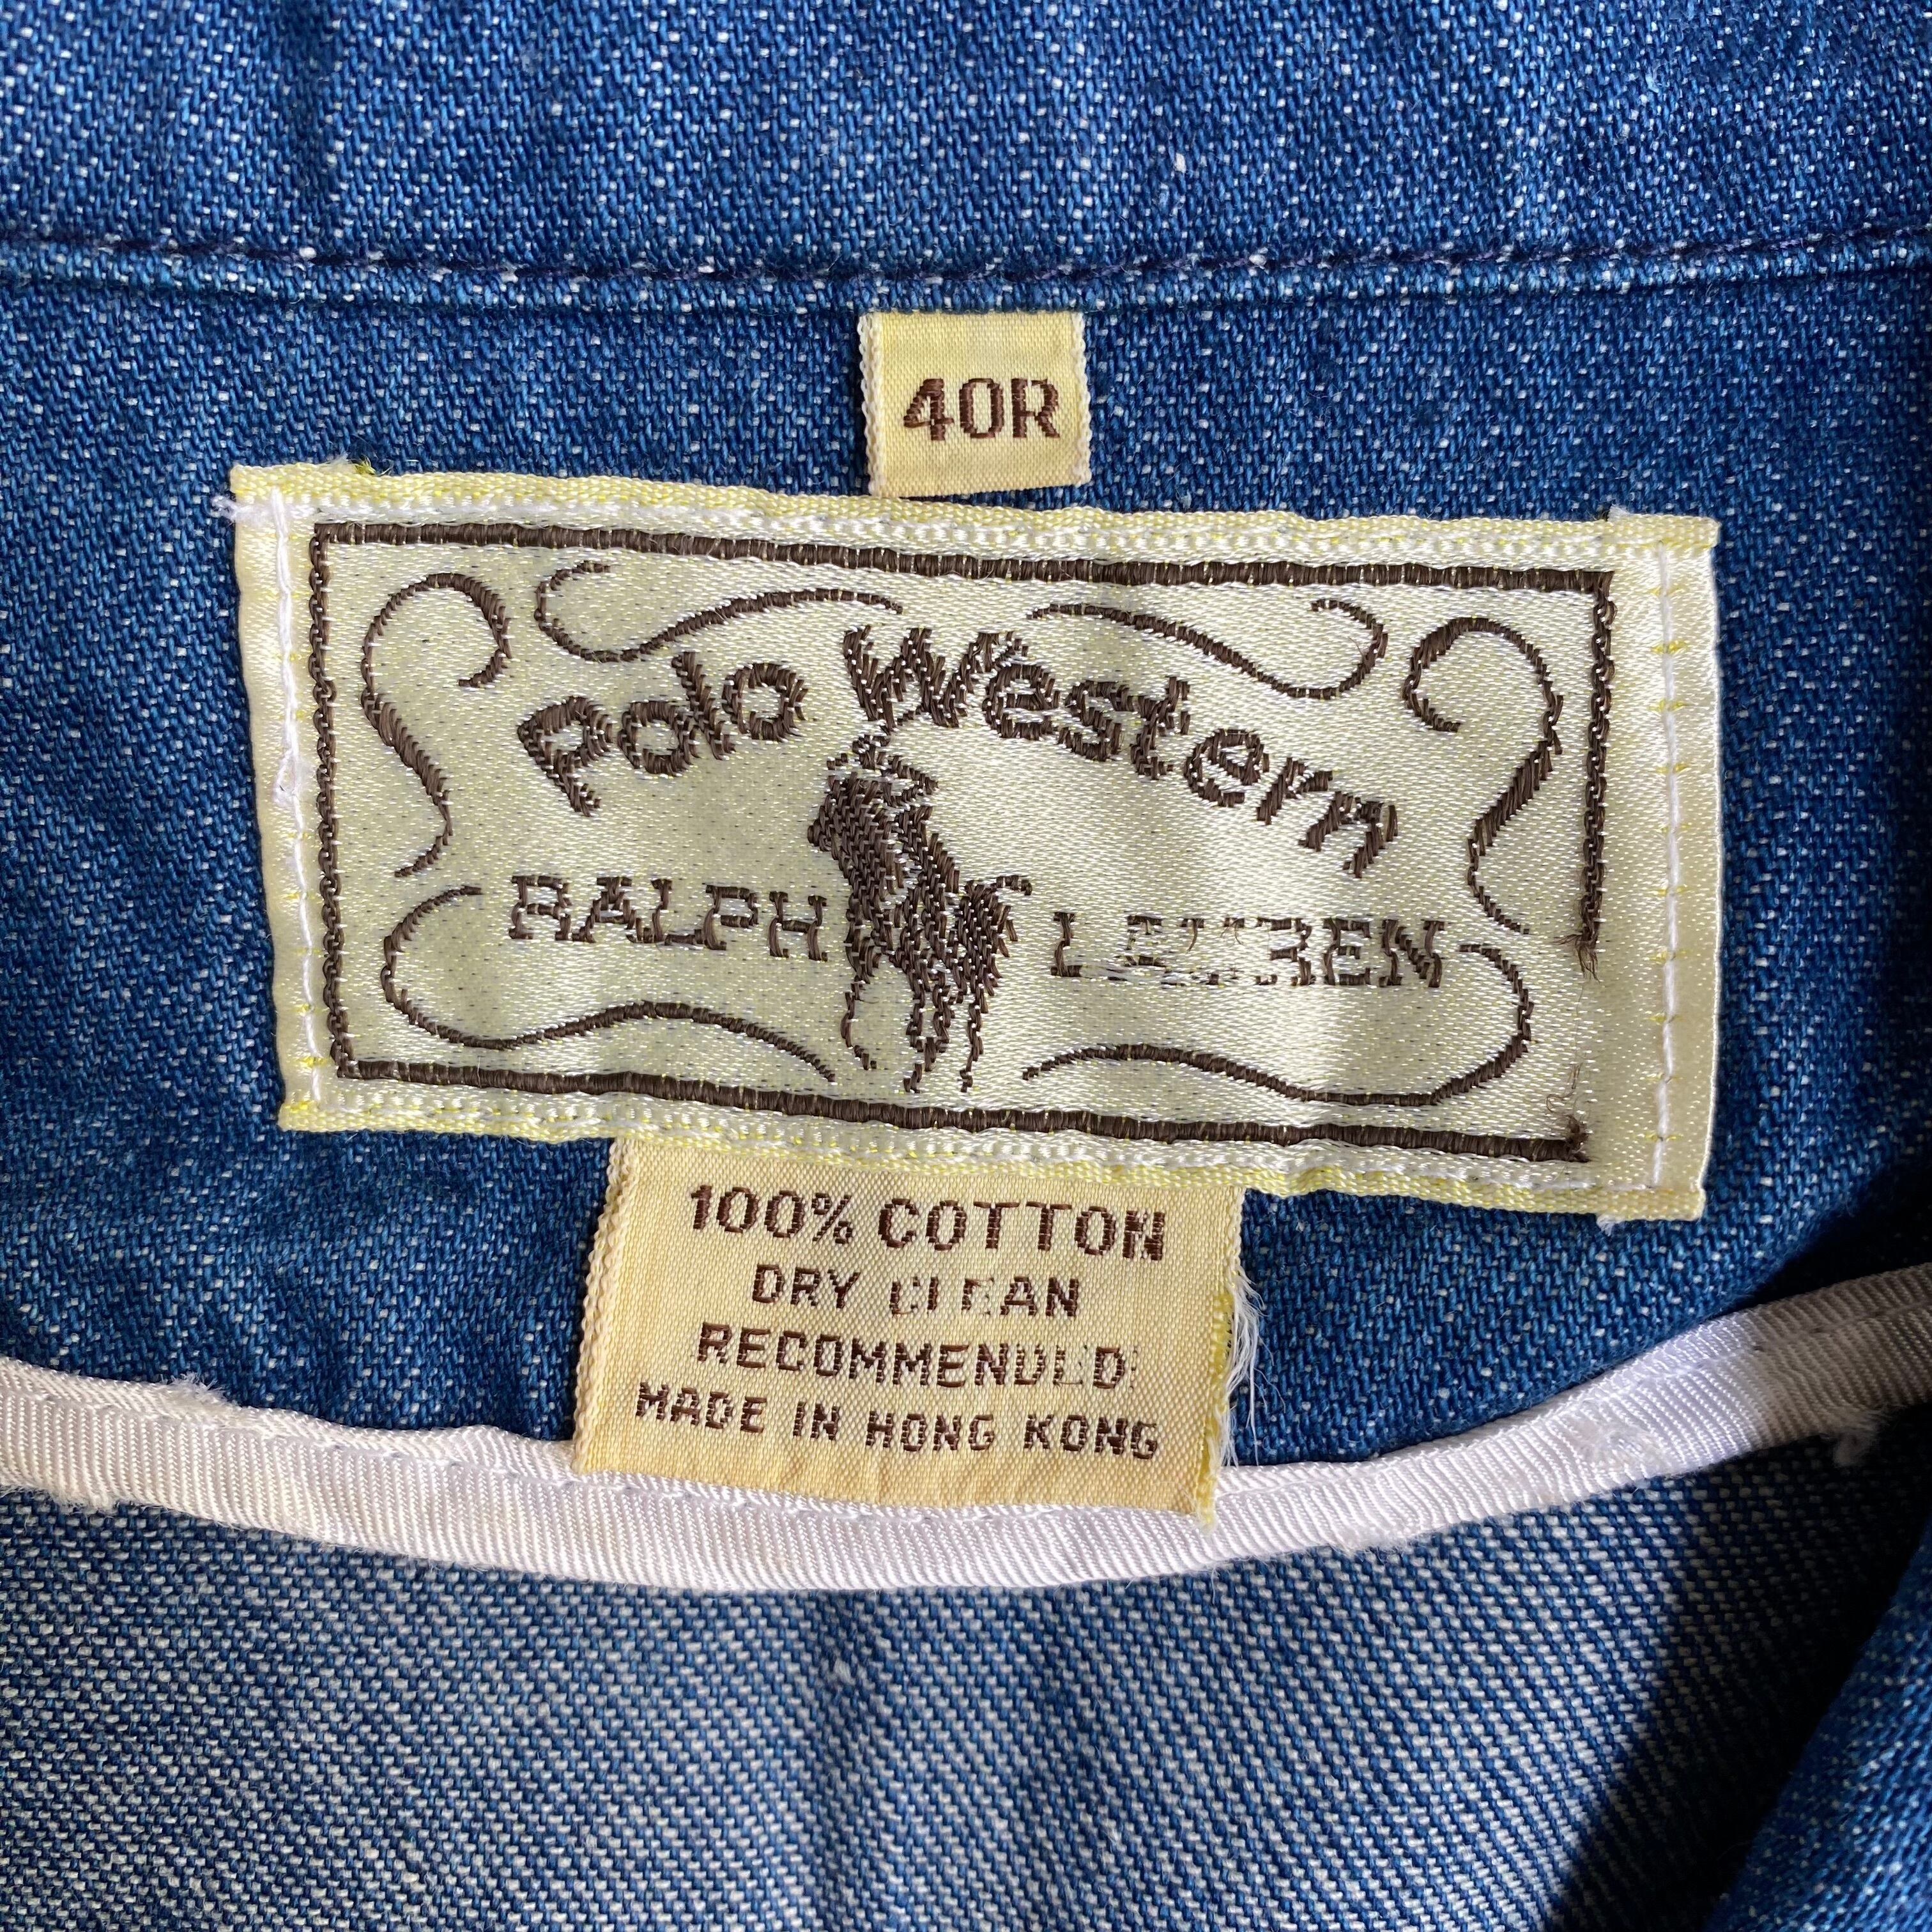 40R
Polo Western
RALPH LAUREN
100% COTTON
DRY CLEAN
RECOMMENDED
MADE IN HONG KONG